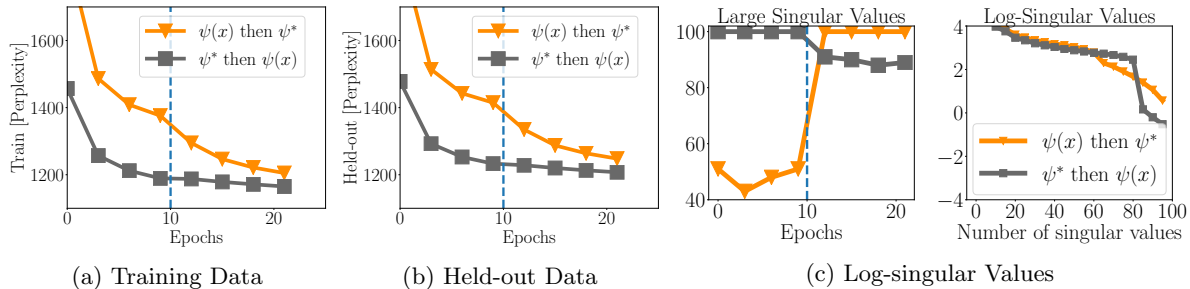 Train [Perplexity]
1600
1400
1200
0
10
20
Epochs
ψ(x) then ψ*
ψ* then ψ(x)
(a) Training Data
Held-out [Perplexity]
1600
1400
1200
0
10
20
Epochs
ψ(x) then ψ*
ψ* then ψ(x)
(b) Held-out Data
Large Singular Values
100
80
60
40
0
10
20
Epochs
Log-Singular Values
4
2
0
−2
−4
0
20
40
60
80
100
Number of singular values
ψ(x) then ψ*
ψ* then ψ(x)
(c) Log-singular Values